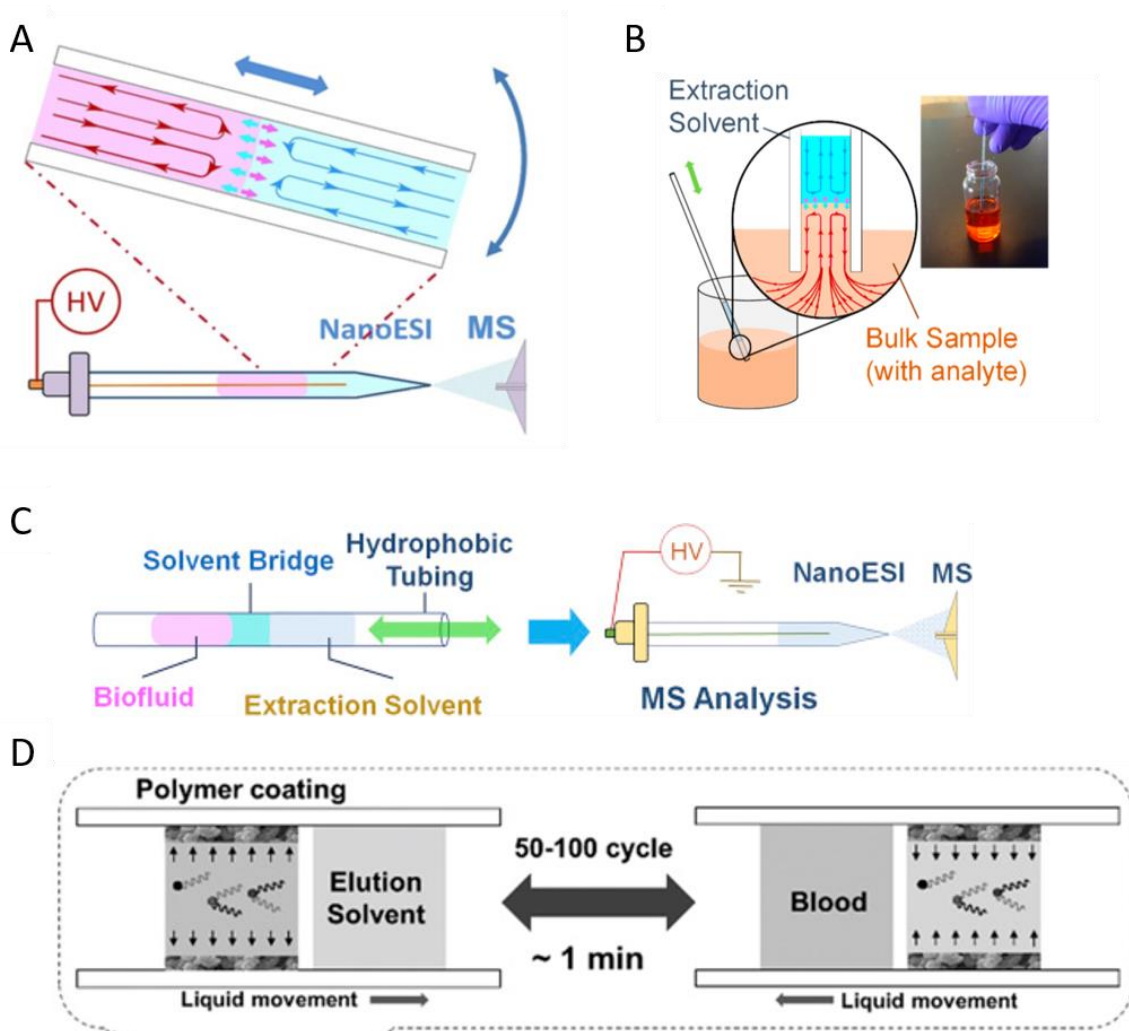 A
HV
NanoESI
MS
B
Extraction
Solvent
Bulk Sample
(with analyte)
C
Solvent Bridge
Hydrophobic
Tubing
Biofluid
Extraction Solvent
HV
NanoESI
MS
MS Analysis
D
Polymer coating
Elution
Solvent
Liquid movement
50-100 cycle
~ 1 min
Blood
Liquid movement